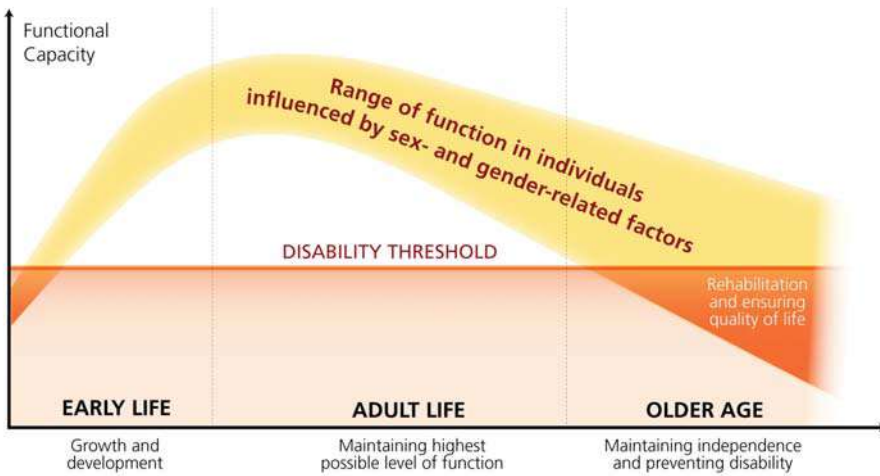 Functional
Capacity
Range of function in individuals
influenced by sex- and gender-related factors
DISABILITY THRESHOLD
Rehabilitation
and ensuring
quality of life
EARLY LIFE
ADULT LIFE
OLDER AGE
Growth and
development
Maintaining highest
possible level of function
Maintaining independence
and preventing disability